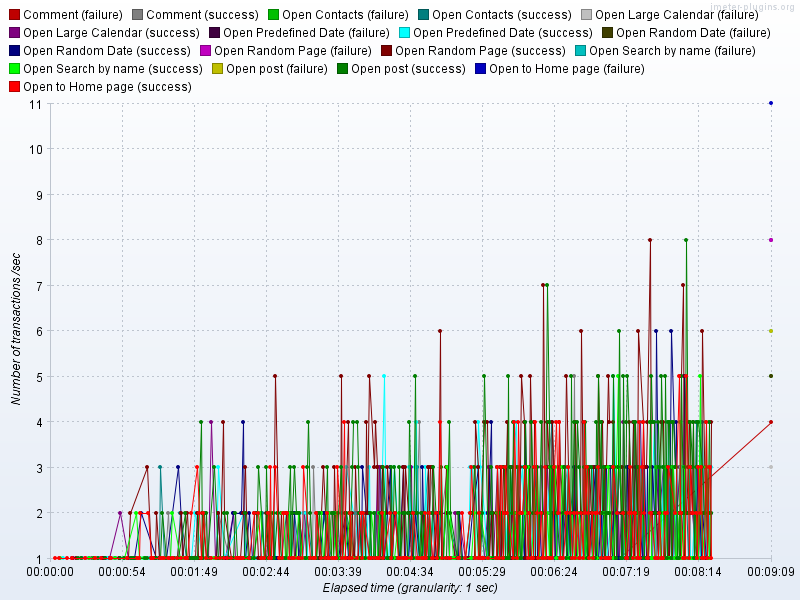 jmeter-plugins.org
Comment (failure) Comment (success) Open Contacts (failure) Open Contacts (success) Open Large Calendar (failure)
Open Large Calendar (success) Open Predefined Date (failure) Open Predefined Date (success) Open Random Date (failure)
Open Random Date (success) Open Random Page (failure) Open Random Page (success) Open Search by name (failure)
Open Search by name (success) Open post (failure) Open post (success) Open to Home page (failure)
Open to Home page (success)
11
10
9
8
7
6
5
4
3
2
1
Number of transactions /sec
00:00:00 00:00:54 00:01:49 00:02:44 00:03:39 00:04:34 00:05:29 00:06:24 00:07:19 00:08:14 00:09:09
Elapsed time (granularity: 1 sec)